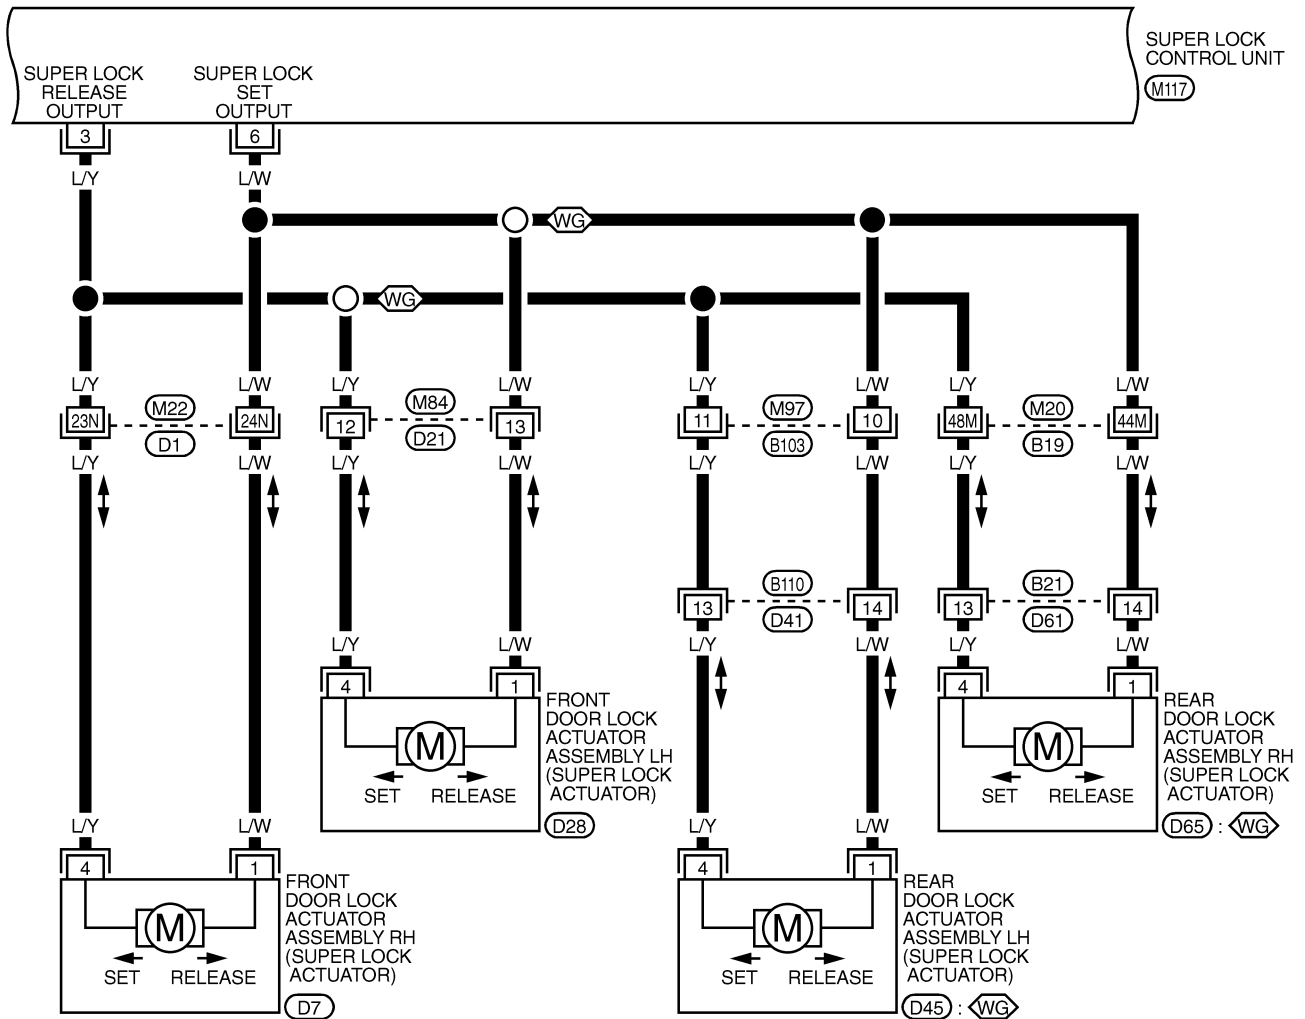 SUPER LOCK
CONTROL UNIT
M117
SUPER LOCK
RELEASE
OUTPUT
SUPER LOCK
SET
OUTPUT
3
6
L/Y
L/W
WG
WG
L/Y
L/W
L/Y
L/W
L/Y
L/W
L/Y
L/W
23N
M22
D1
24N
12
M84
D21
13
11
M97
B103
10
48M
M20
B19
44M
L/Y
L/W
L/Y
L/W
L/Y
L/W
L/Y
L/W
13
B110
D41
14
13
B21
D61
14
L/Y
L/W
L/Y
L/W
L/Y
L/W
4
1
M
SET
RELEASE
FRONT
DOOR LOCK
ACTUATOR
ASSEMBLY LH
(SUPER LOCK
ACTUATOR)
D28
4
1
M
SET
RELEASE
REAR
DOOR LOCK
ACTUATOR
ASSEMBLY RH
(SUPER LOCK
ACTUATOR)
D65 : WG
L/Y
L/W
L/Y
L/W
4
1
M
SET
RELEASE
FRONT
DOOR LOCK
ACTUATOR
ASSEMBLY RH
(SUPER LOCK
ACTUATOR)
D7
4
1
M
SET
RELEASE
REAR
DOOR LOCK
ACTUATOR
ASSEMBLY LH
(SUPER LOCK
ACTUATOR)
D45 : WG